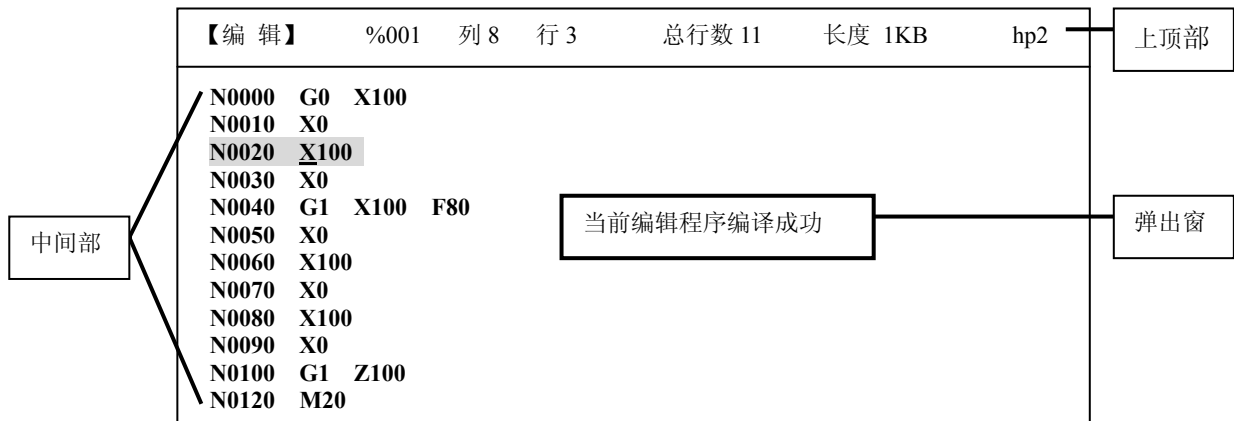 【编 辑】 %001 列 8 行 3 总行数 11 长度 1KB hp2
上顶部
N0000 G0 X100
N0010 X0
N0020 X100
N0030 X0
N0040 G1 X100 F80
N0050 X0
N0060 X100
N0070 X0
N0080 X100
N0090 X0
N0100 G1 Z100
N0120 M20
中间部
当前编辑程序编译成功
弹出窗